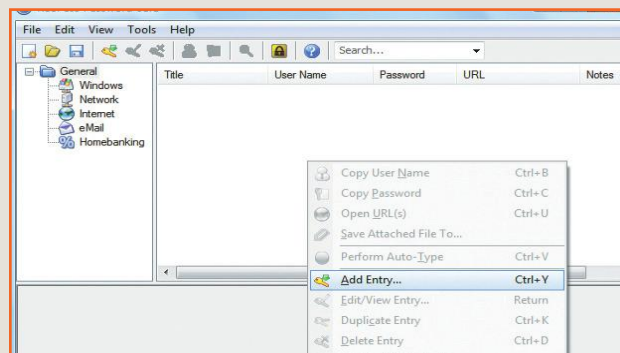 File Edit View Tools Help
Search...
General
Windows
Network
Internet
eMail
Homebanking
Title User Name Password URL Notes
Copy User Name Ctrl+B
Copy Password Ctrl+C
Open URL(s) Ctrl+U
Save Attached File To...
Perform Auto-Type Ctrl+V
Add Entry... Ctrl+Y
Edit/View Entry... Return
Duplicate Entry Ctrl+K
Delete Entry Ctrl+D